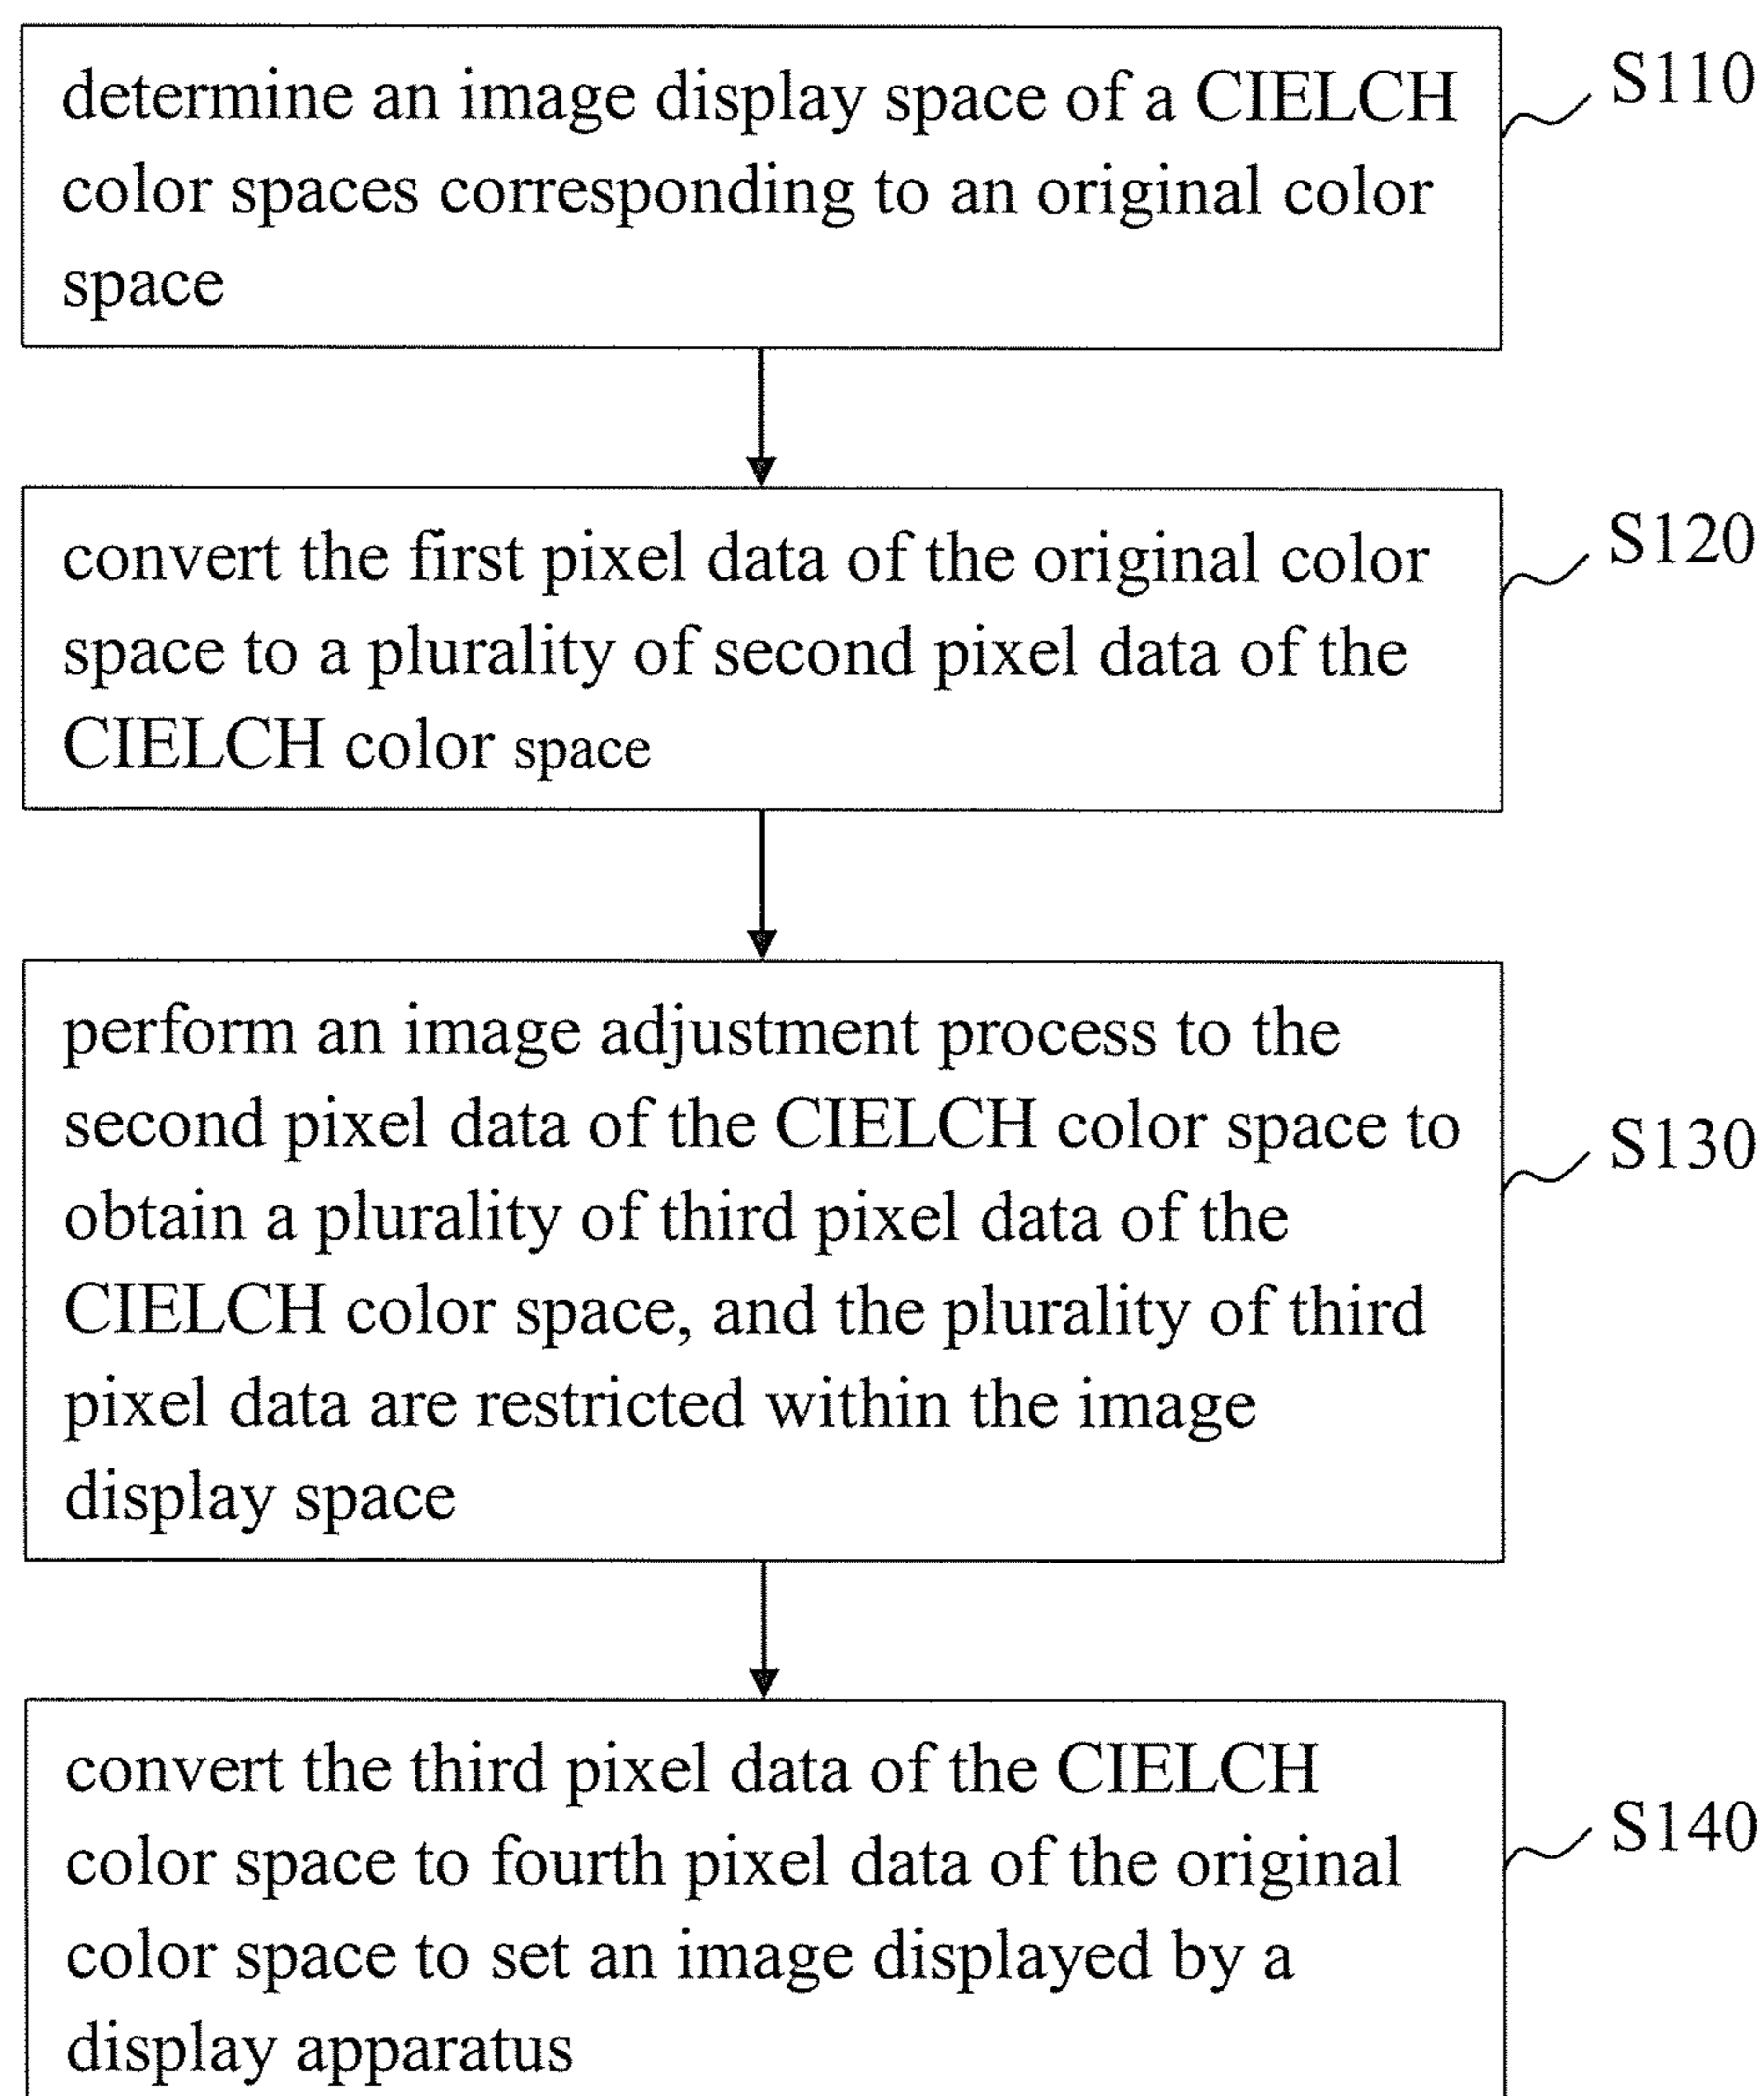 determine an image display space of a CIELCH
color spaces corresponding to an original color
space
S110
convert the first pixel data of the original color
space to a plurality of second pixel data of the
CIELCH color space
S120
perform an image adjustment process to the
second pixel data of the CIELCH color space to
obtain a plurality of third pixel data of the
CIELCH color space, and the plurality of third
pixel data are restricted within the image
display space
S130
convert the third pixel data of the CIELCH
color space to fourth pixel data of the original
color space to set an image displayed by a
display apparatus
S140